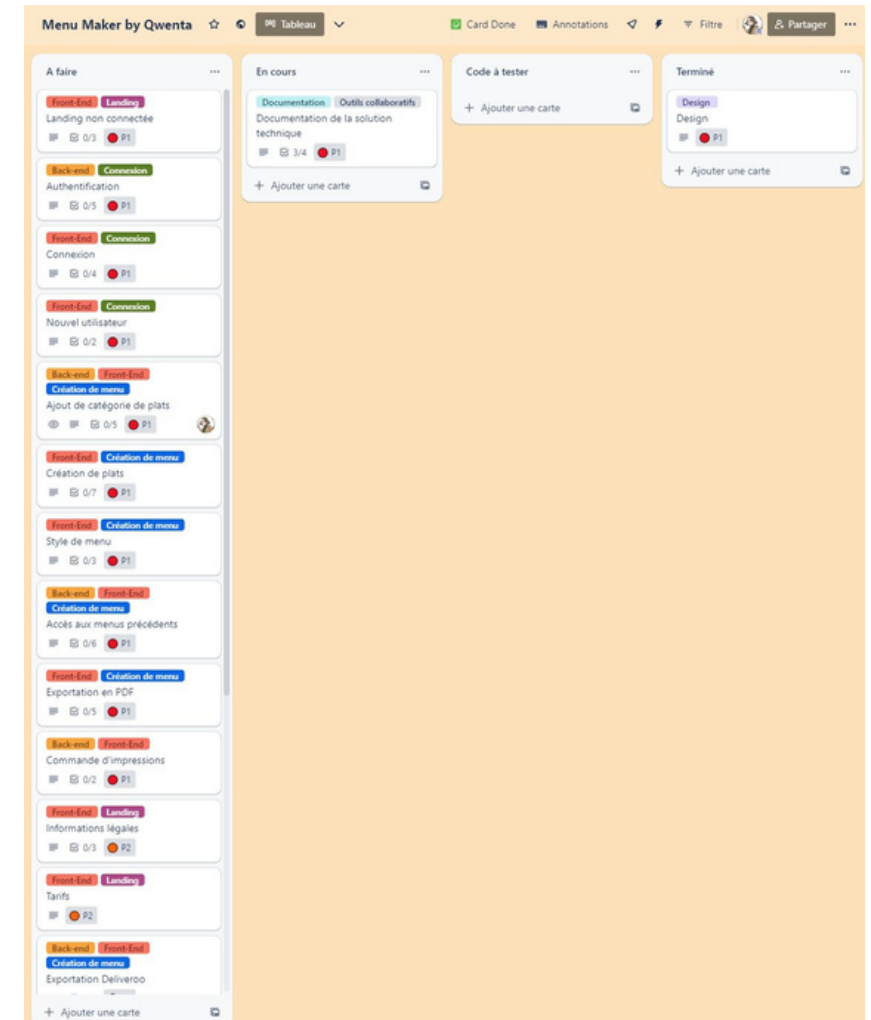 Menu Maker by Qwenta
Tableau
Card Done
Annotations
Filtre
Partager
A faire
Front-End Landing
Landing non connectée
0/3 P1
Back-end Connexion
Authentification
0/5 P1
Front-End Connexion
Connexion
0/4 P1
Front-End Connexion
Nouvel utilisateur
0/2 P1
Back-end Front-End
Création de menu
Ajout de catégorie de plats
0/5 P1
Front-End Création de menu
Création de plats
0/7 P1
Front-End Création de menu
Style de menu
0/3 P1
Back-end Front-End
Création de menu
Accès aux menus précédents
0/6 P1
Front-End Création de menu
Exportation en PDF
0/5 P1
Back-end Front-End
Commande d'impressions
0/2 P1
Front-End Landing
Informations légales
0/3 P2
Front-End Landing
Tarifs
P2
Back-end Front-End
Création de menu
Exportation Deliveroo
+ Ajouter une carte
En cours
Documentation Outils collaboratifs
Documentation de la solution
technique
3/4 P1
+ Ajouter une carte
Code à tester
+ Ajouter une carte
Terminé
Design
Design
P1
+ Ajouter une carte